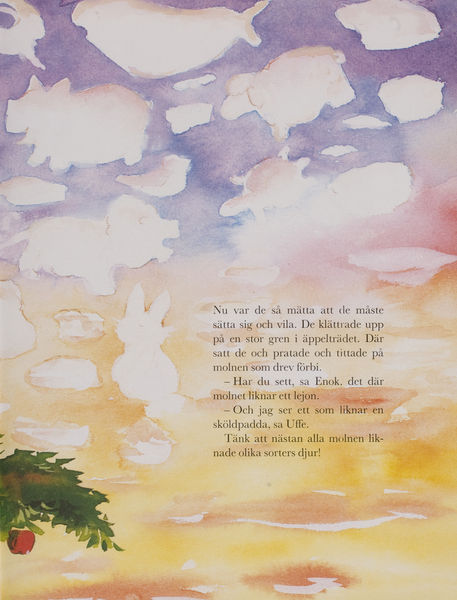 Nu var de så mätta att de måste
sätta sig och vila. De klättrade upp
på en stor gren i äppelträdet. Där
satt de och pratade och tittade på
molnen som drev förbi.
– Har du sett, sa Enok, det där
molnet liknar ett lejon.
– Och jag ser ett som liknar en
sköldpadda, sa Uffe.
Tänk att nästan alla molnen lik-
nade olika sorters djur!